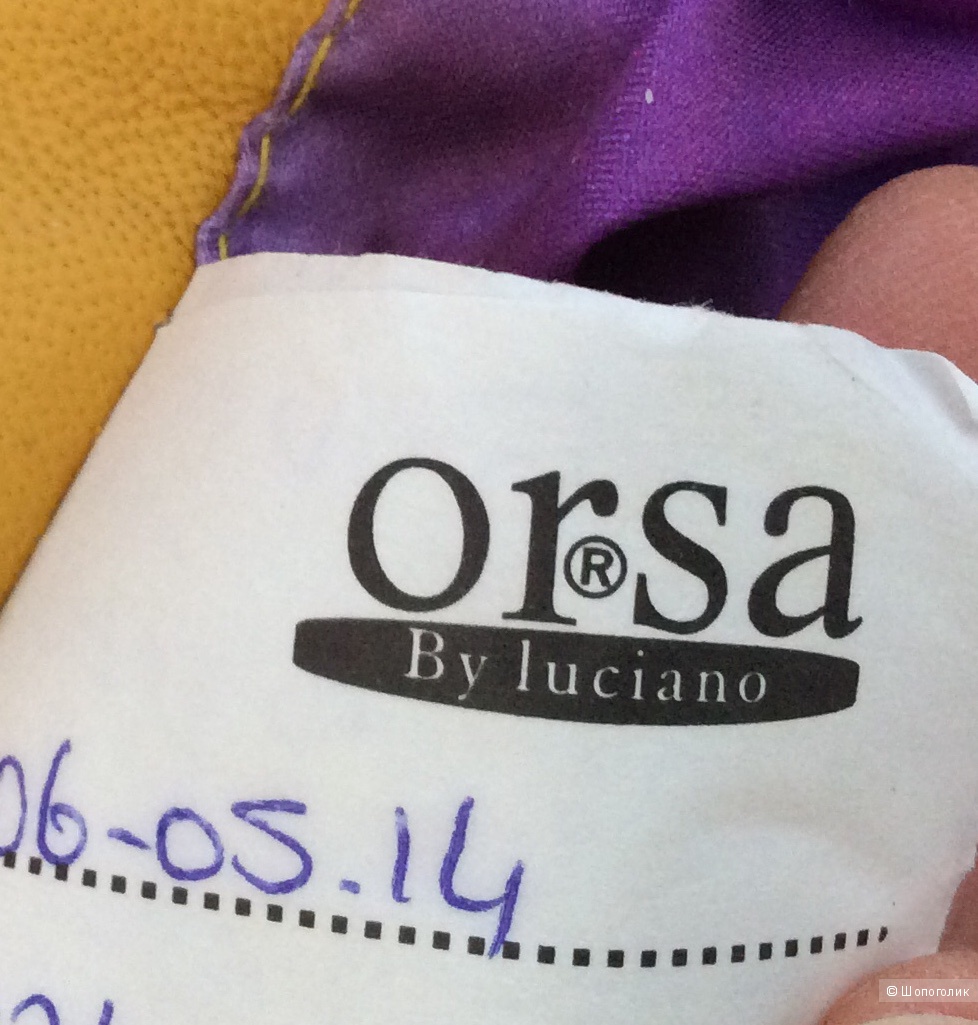 orsa
®
By luciano
06-05.14
© Шопоголик